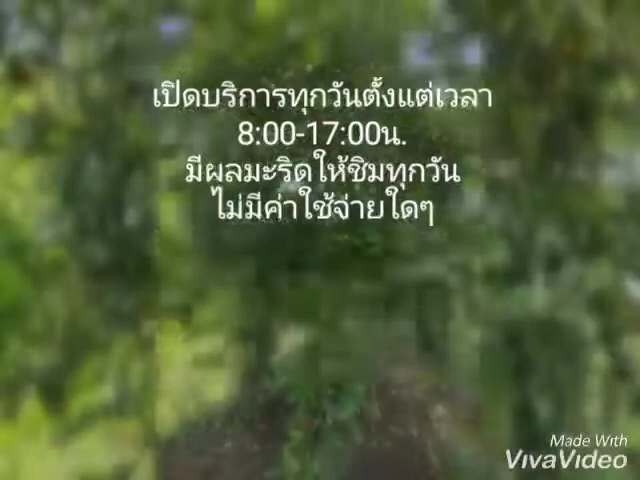 เปิดบริการทุกวันตั้งแต่เวลา
8:00-17:00น.
มีผลมะริดให้ชิมทุกวัน
ไม่มีค่าใช้จ่ายใดๆ
Made With
VivaVideo